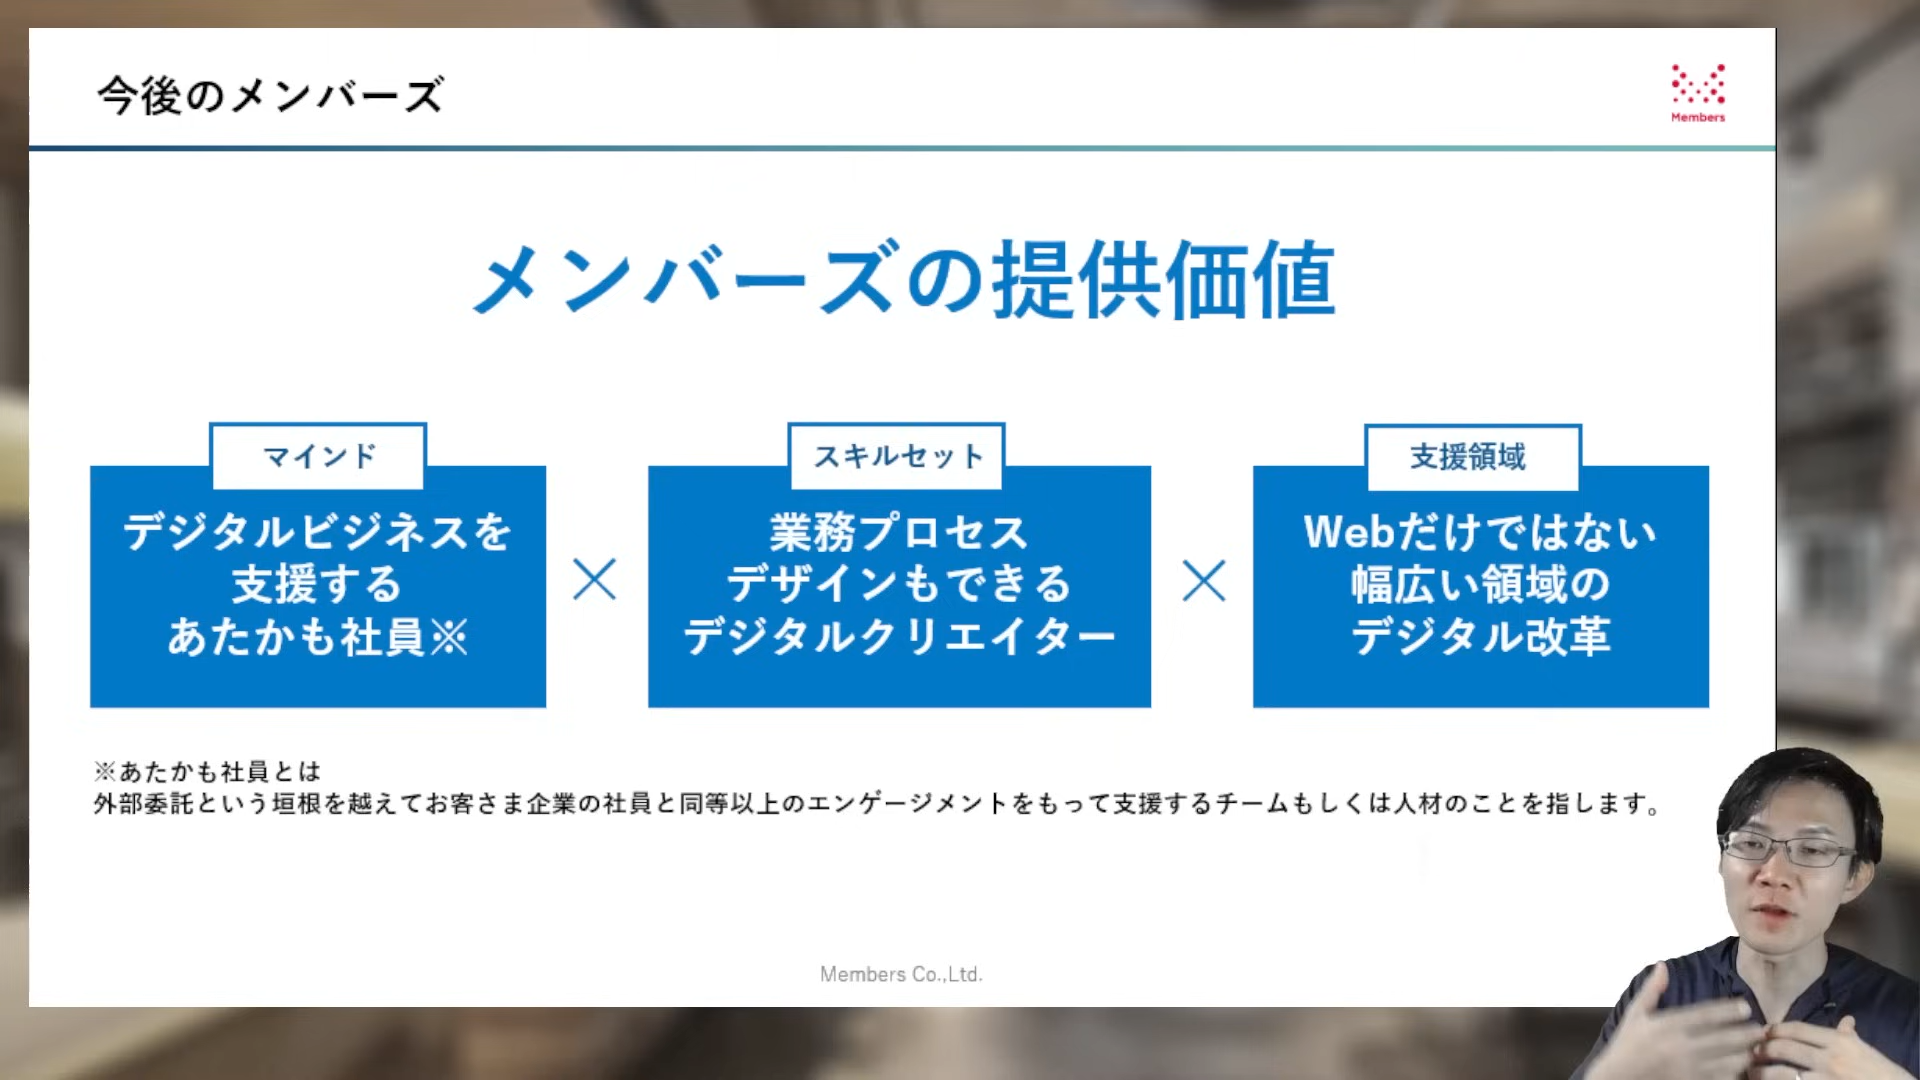 今後のメンバーズ
Members
メンバーズの提供価値
マインド
デジタルビジネスを
支援する
あたかも社員※
×
スキルセット
業務プロセス
デザインもできる
デジタルクリエイター
×
支援領域
Webだけではない
幅広い領域の
デジタル改革
※あたかも社員とは
外部委託という垣根を越えてお客さま企業の社員と同等以上のエンゲージメントをもって支援するチームもしくは人材のことを指します。
Members Co.,Ltd.